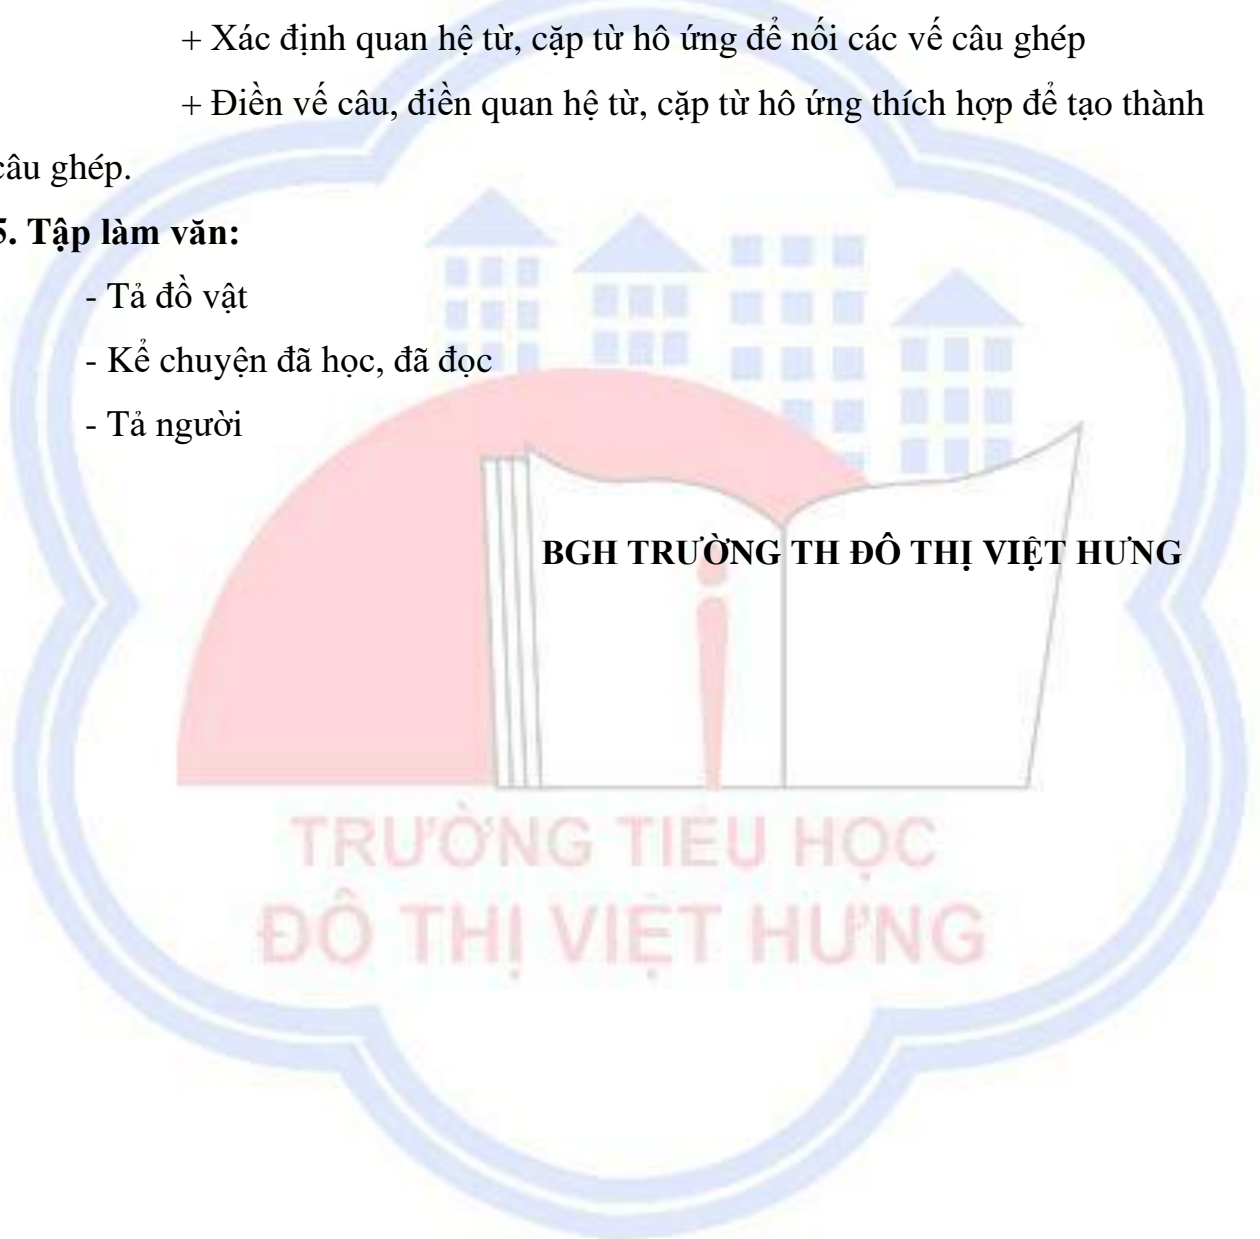 + Xác định quan hệ từ, cặp từ hô ứng để nối các vế câu ghép
+ Điền vế câu, điền quan hệ từ, cặp từ hô ứng thích hợp để tạo thành
câu ghép.
5. Tập làm văn:
- Tả đồ vật
- Kể chuyện đã học, đã đọc
- Tả người
BGH TRƯỜNG TH ĐÔ THỊ VIỆT HƯNG
TRƯỜNG TIỂU HỌC
ĐÔ THỊ VIỆT HƯNG